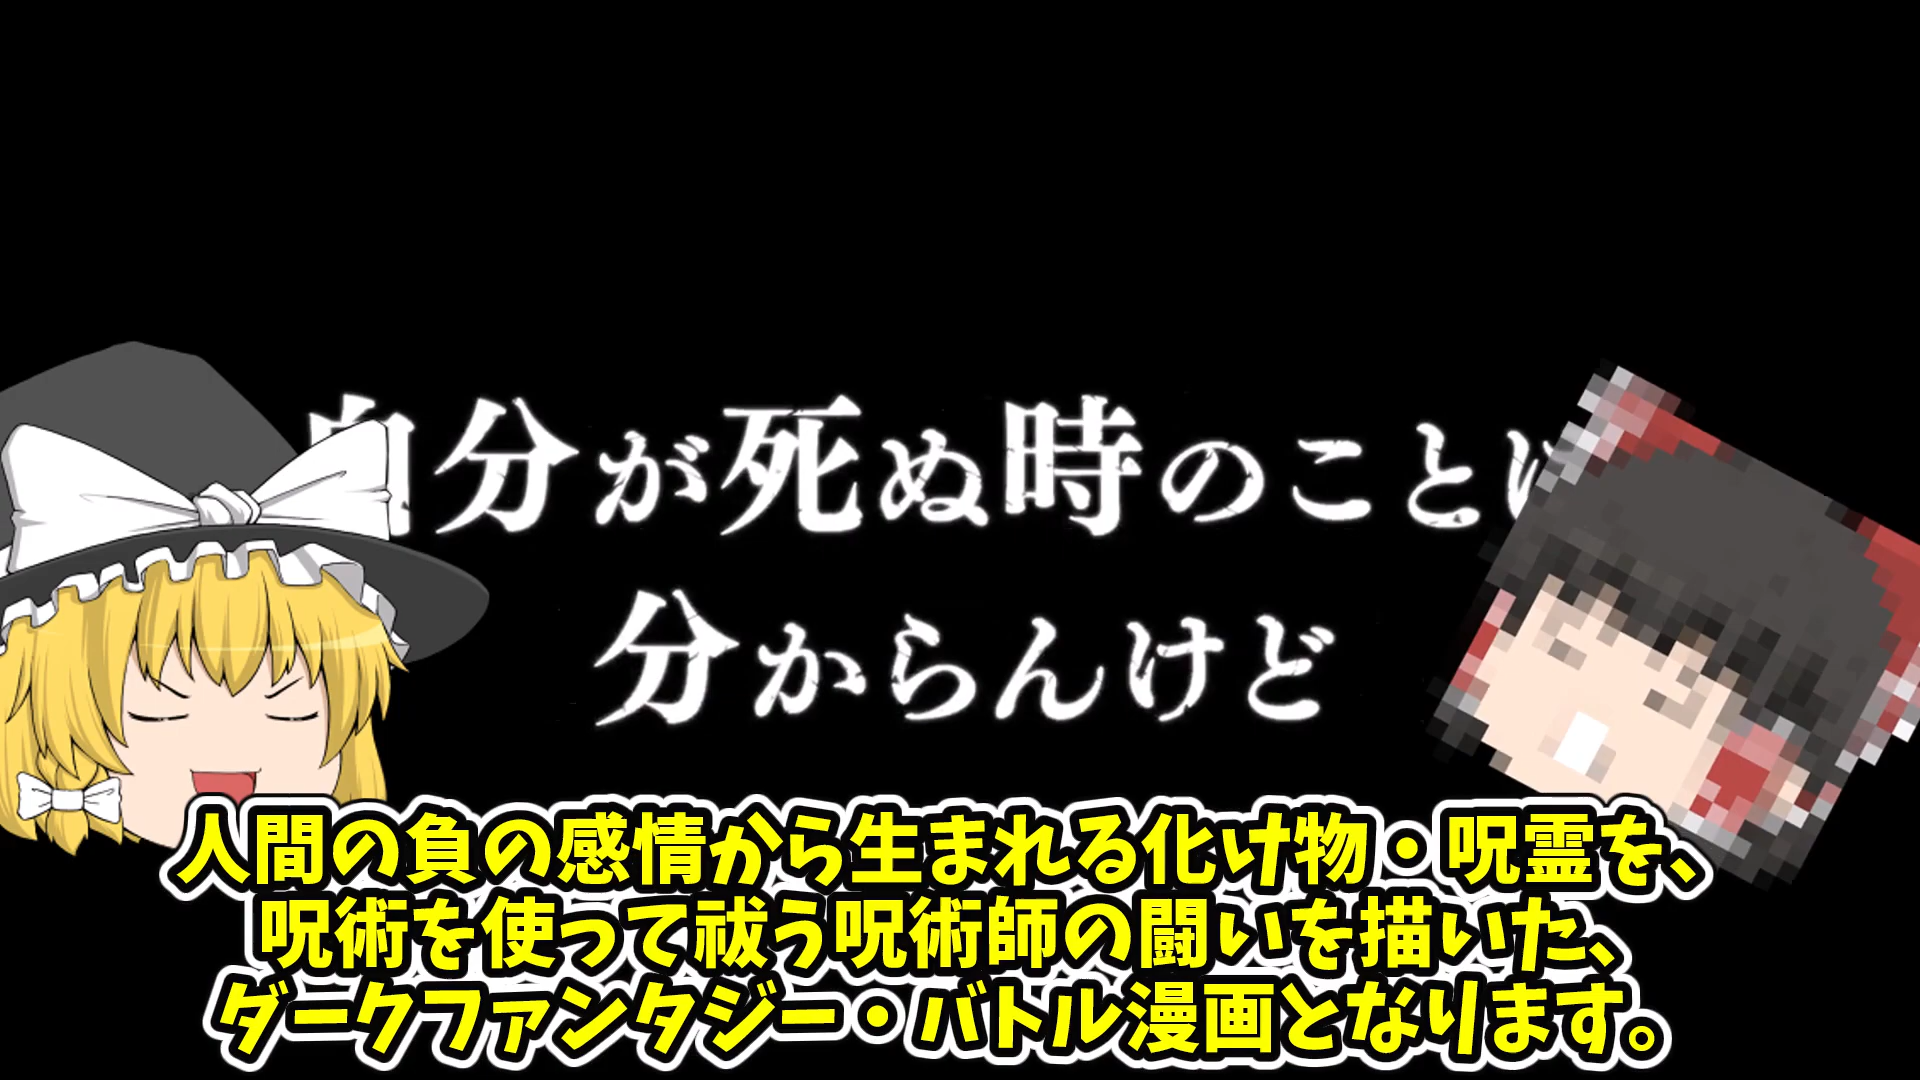 自分が死ぬ時のことは
分からんけど
人間の負の感情から生まれる化け物・呪霊を、
呪術を使って祓う呪術師の闘いを描いた、
ダークファンタジー・バトル漫画となります。